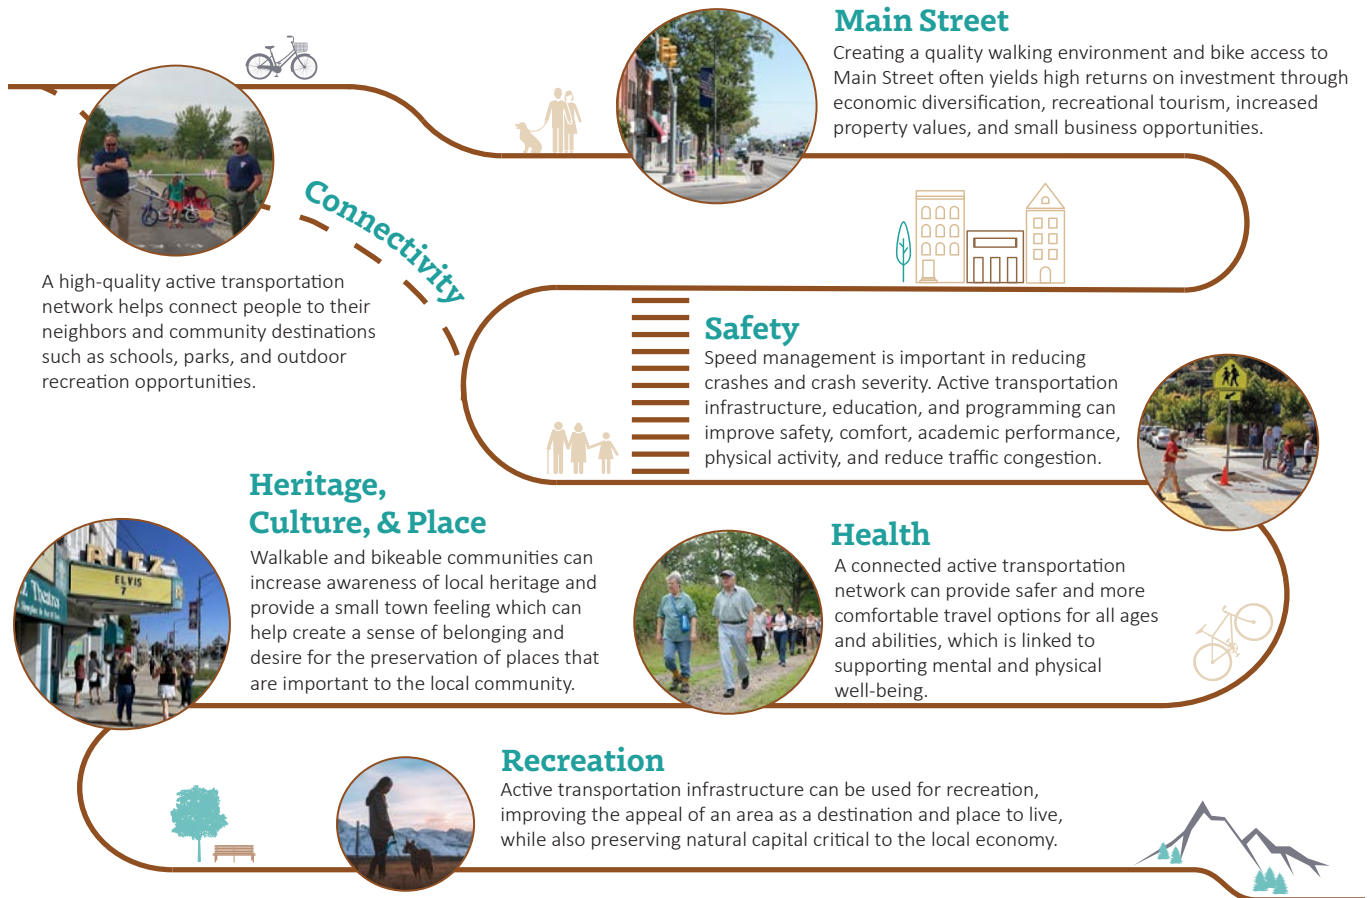 Main Street
Creating a quality walking environment and bike access to
Main Street often yields high returns on investment through
economic diversification, recreational tourism, increased
property values, and small business opportunities.
Connectivity
A high-quality active transportation
network helps connect people to their
neighbors and community destinations
such as schools, parks, and outdoor
recreation opportunities.
Safety
Speed management is important in reducing
crashes and crash severity. Active transportation
infrastructure, education, and programming can
improve safety, comfort, academic performance,
physical activity, and reduce traffic congestion.
Heritage,
Culture, & Place
Walkable and bikeable communities can
increase awareness of local heritage and
provide a small town feeling which can
help create a sense of belonging and
desire for the preservation of places that
are important to the local community.
RITZ
ELVIS
7
Theatre
Health
A connected active transportation
network can provide safer and more
comfortable travel options for all ages
and abilities, which is linked to
supporting mental and physical
well-being.
Recreation
Active transportation infrastructure can be used for recreation,
improving the appeal of an area as a destination and place to live,
while also preserving natural capital critical to the local economy.